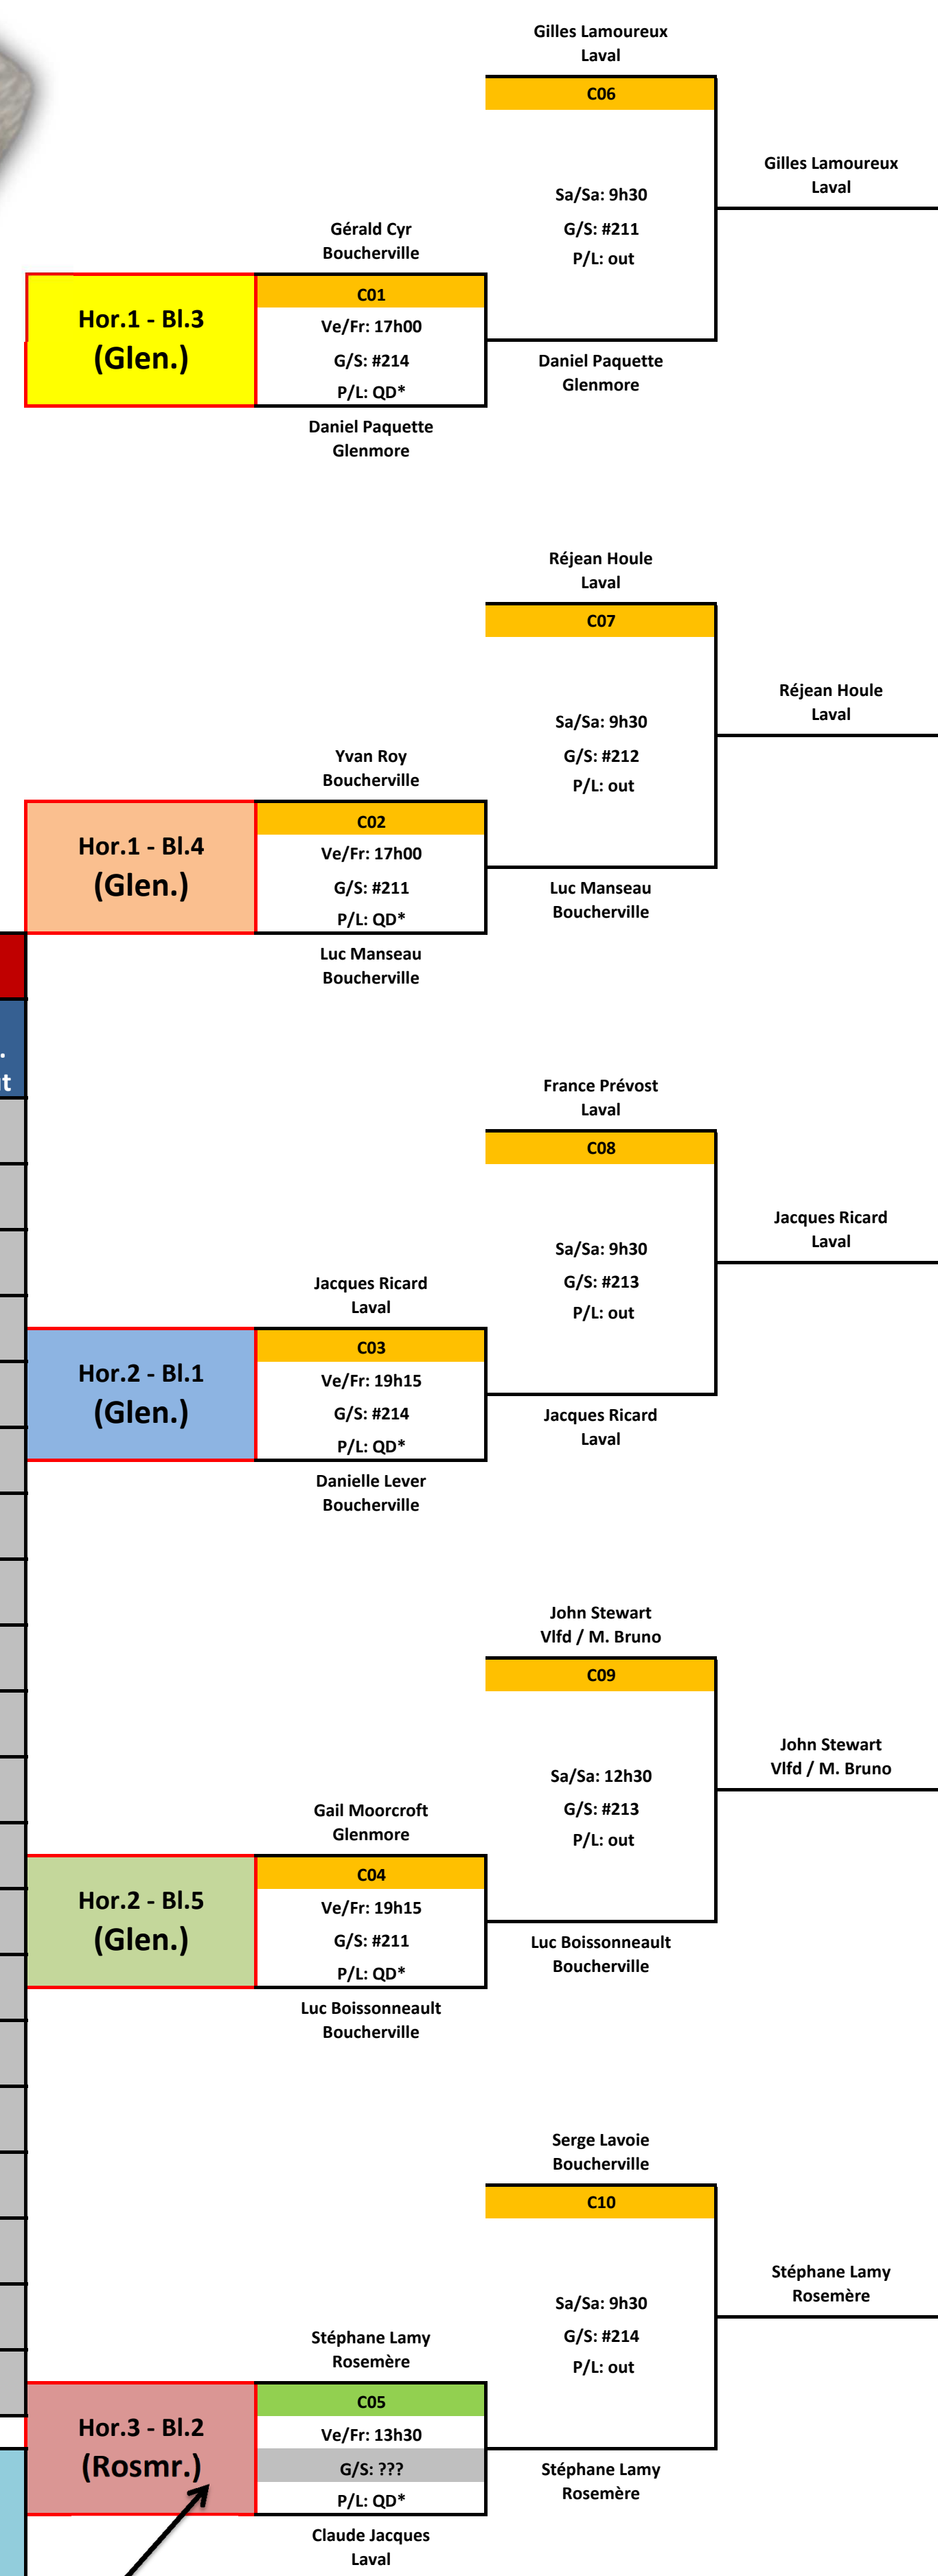 Gilles Lamoureux
Laval
C06
Sa/Sa: 9h30
G/S: #211
P/L: out
Gilles Lamoureux
Laval
Gérald Cyr
Boucherville
Hor.1 - Bl.3
(Glen.)
C01
Ve/Fr: 17h00
G/S: #214
P/L: QD*
Daniel Paquette
Glenmore
Daniel Paquette
Glenmore
Réjean Houle
Laval
C07
Sa/Sa: 9h30
G/S: #212
P/L: out
Réjean Houle
Laval
Yvan Roy
Boucherville
Hor.1 - Bl.4
(Glen.)
C02
Ve/Fr: 17h00
G/S: #211
P/L: QD*
Luc Manseau
Boucherville
Luc Manseau
Boucherville
France Prévost
Laval
C08
Sa/Sa: 9h30
G/S: #213
P/L: out
Jacques Ricard
Laval
Jacques Ricard
Laval
Hor.2 - Bl.1
(Glen.)
C03
Ve/Fr: 19h15
G/S: #214
P/L: QD*
Jacques Ricard
Laval
Danielle Lever
Boucherville
John Stewart
Vlfd / M. Bruno
C09
Sa/Sa: 12h30
G/S: #213
P/L: out
John Stewart
Vlfd / M. Bruno
Gail Moorcroft
Glenmore
Hor.2 - Bl.5
(Glen.)
C04
Ve/Fr: 19h15
G/S: #211
P/L: QD*
Luc Boissonneault
Boucherville
Luc Boissonneault
Boucherville
Serge Lavoie
Boucherville
C10
Sa/Sa: 9h30
G/S: #214
P/L: out
Stéphane Lamy
Rosemère
Stéphane Lamy
Rosemère
Hor.3 - Bl.2
(Rosmr.)
C05
Ve/Fr: 13h30
G/S: ???
P/L: QD*
Stéphane Lamy
Rosemère
Claude Jacques
Laval